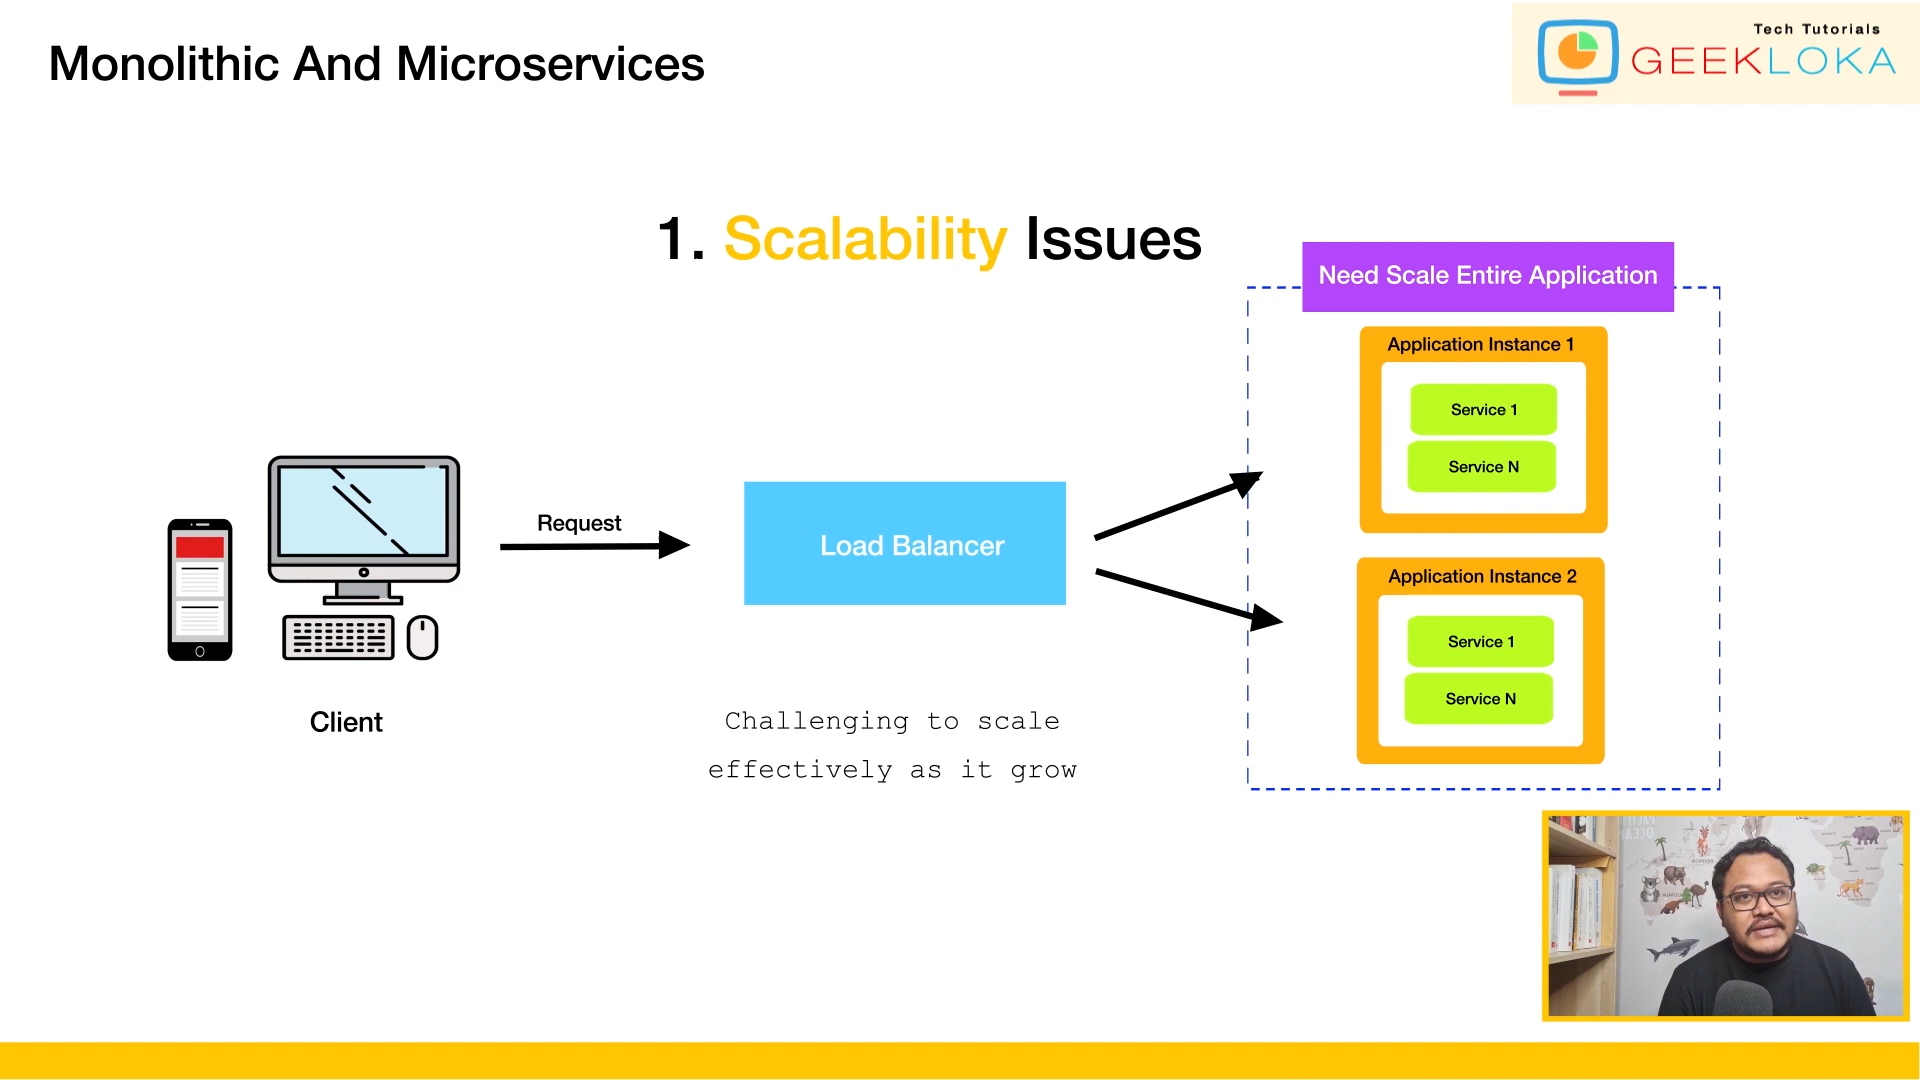 Monolithic And Microservices
Tech Tutorials
GEEKLOKA
1. Scalability Issues
Need Scale Entire Application
Application Instance 1
Service 1
Service N
Request
Load Balancer
Application Instance 2
Service 1
Service N
Client
Challenging to scale
effectively as it grow